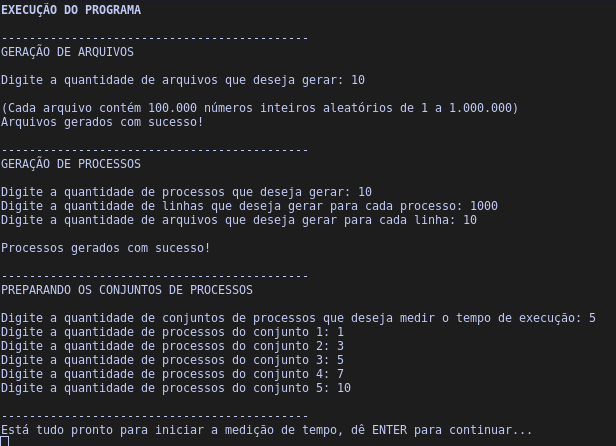 EXECUÇÃO DO PROGRAMA
--------------------------------------------
GERAÇÃO DE ARQUIVOS
Digite a quantidade de arquivos que deseja gerar: 10
(Cada arquivo contém 100.000 números inteiros aleatórios de 1 a 1.000.000)
Arquivos gerados com sucesso!
--------------------------------------------
GERAÇÃO DE PROCESSOS
Digite a quantidade de processos que deseja gerar: 10
Digite a quantidade de linhas que deseja gerar para cada processo: 1000
Digite a quantidade de arquivos que deseja gerar para cada linha: 10
Processos gerados com sucesso!
--------------------------------------------
PREPARANDO OS CONJUNTOS DE PROCESSOS
Digite a quantidade de conjuntos de processos que deseja medir o tempo de execução: 5
Digite a quantidade de processos do conjunto 1: 1
Digite a quantidade de processos do conjunto 2: 3
Digite a quantidade de processos do conjunto 3: 5
Digite a quantidade de processos do conjunto 4: 7
Digite a quantidade de processos do conjunto 5: 10
--------------------------------------------
Está tudo pronto para iniciar a medição de tempo, dê ENTER para continuar...